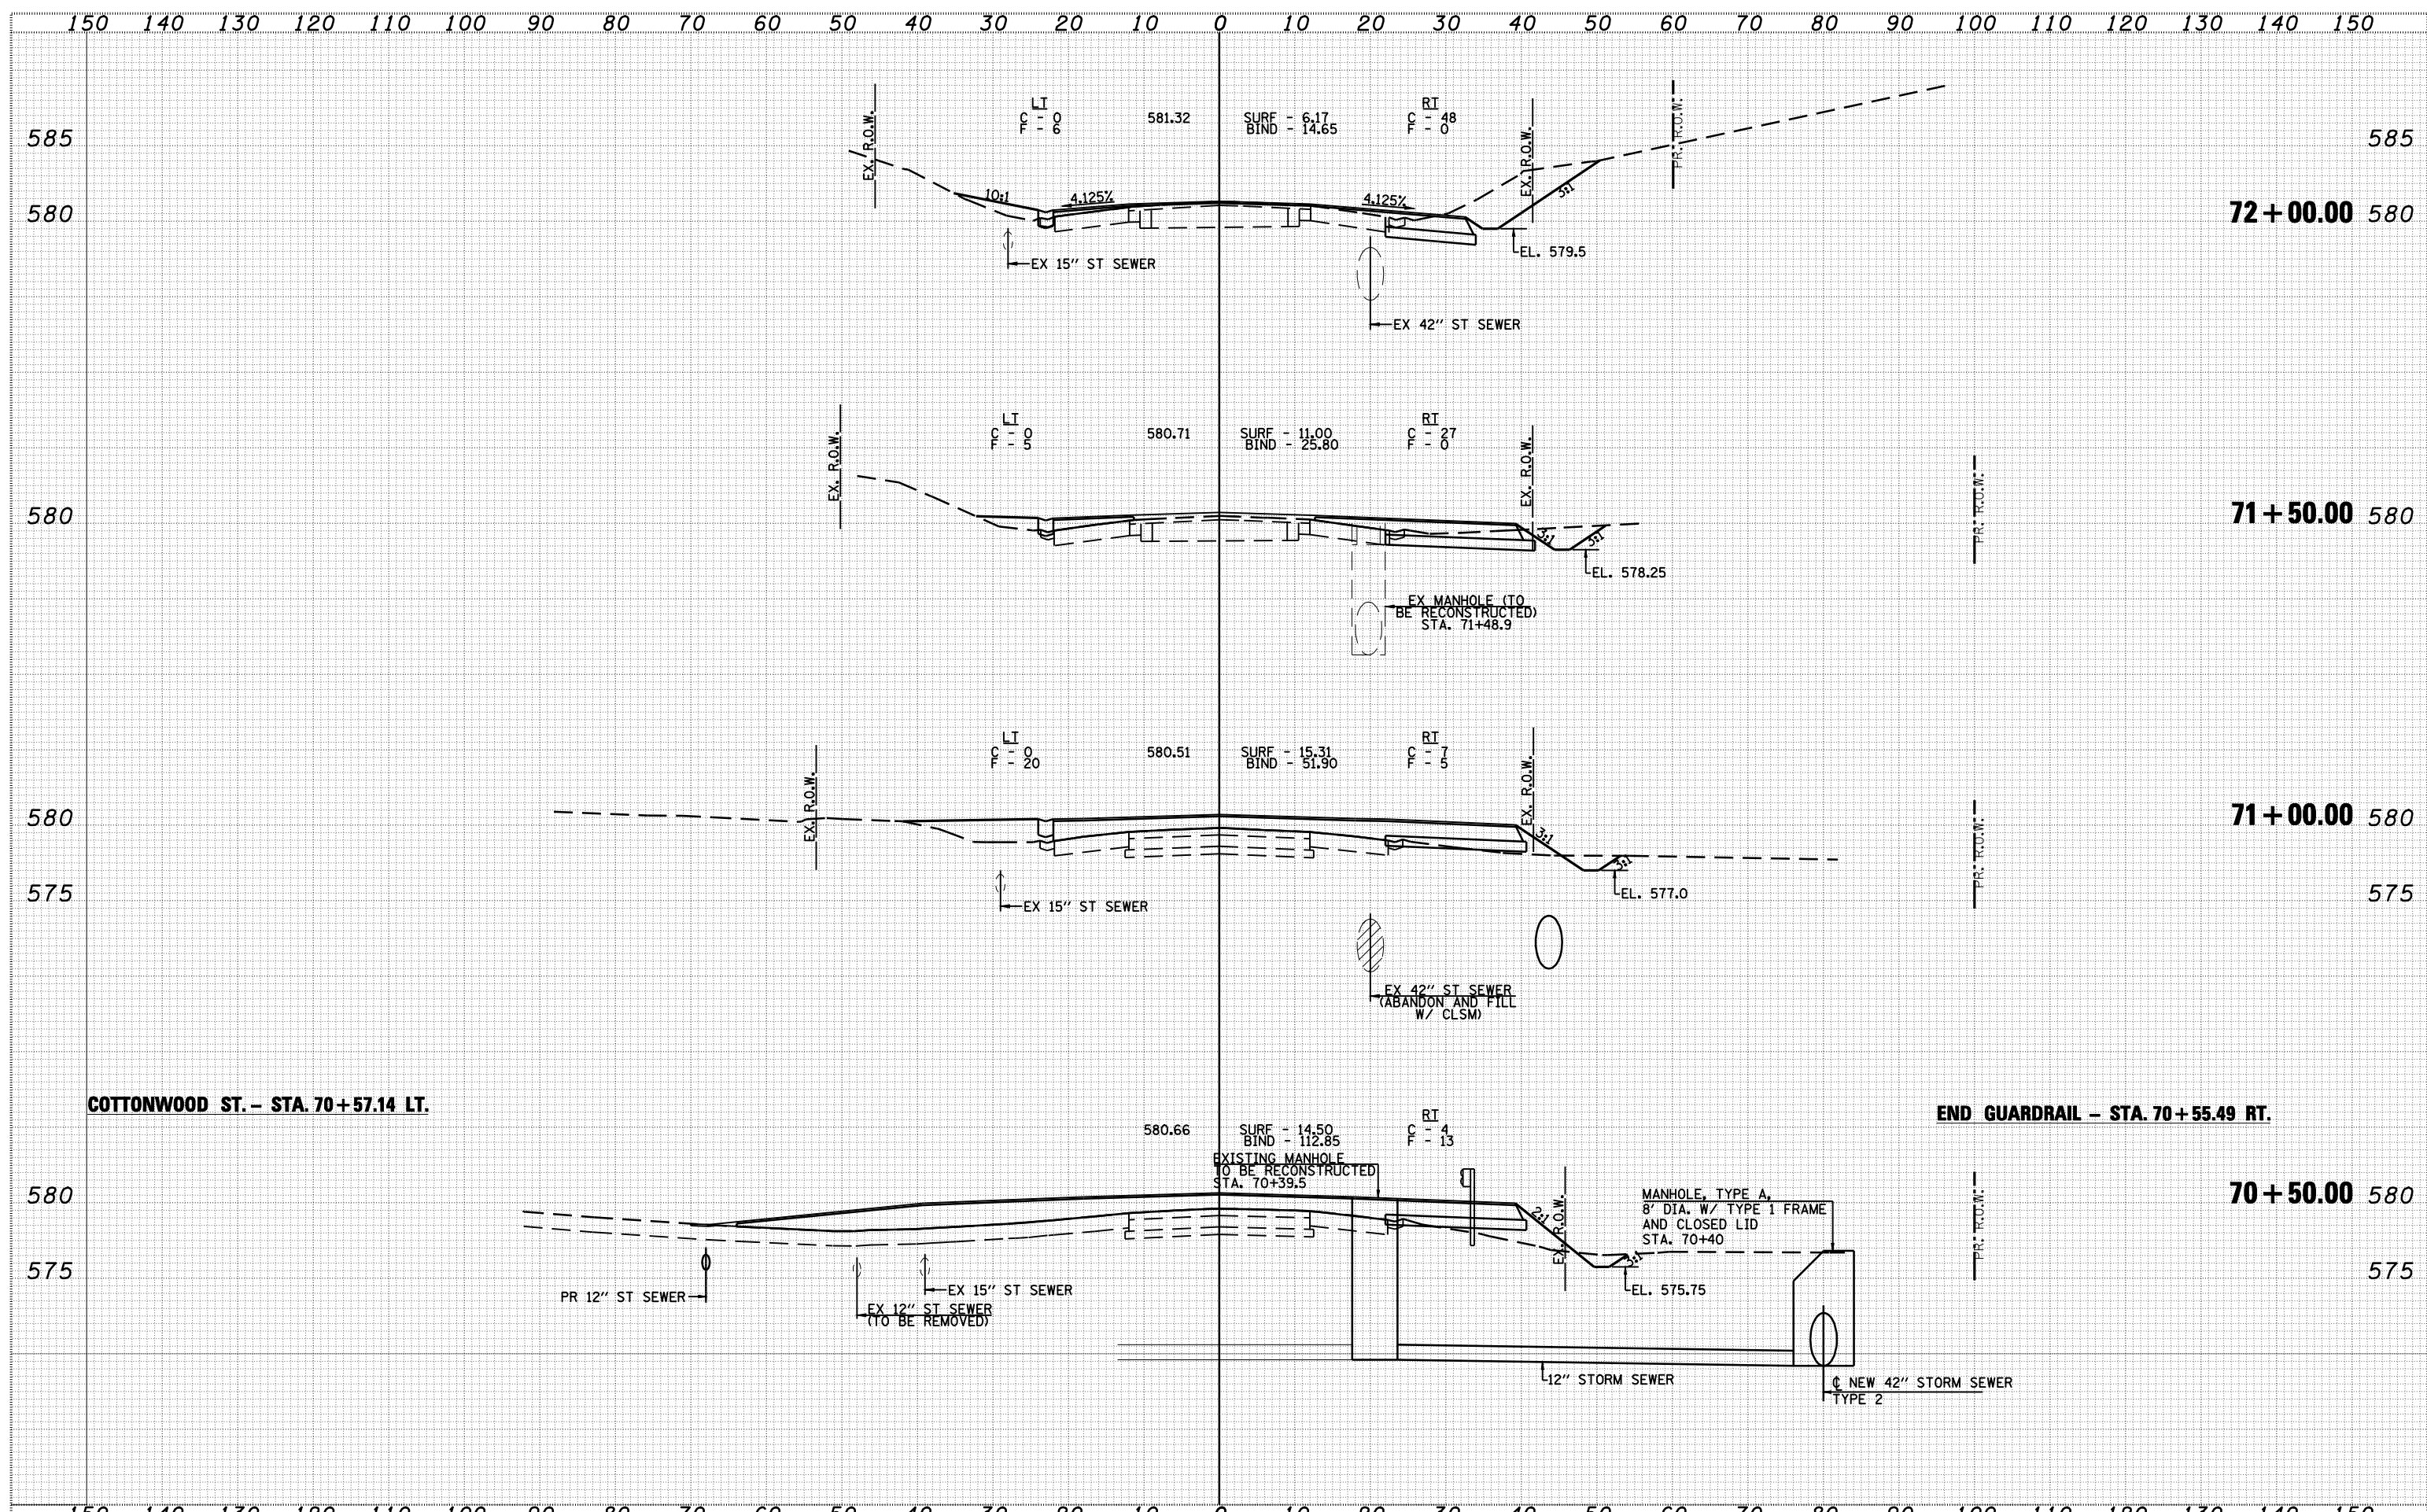 150 140 130 120 110 100 90 80 70 60 50 40 30 20 10 0 10 20 30 40 50 60 70 80 90 100 110 120 130 140 150
EX. R.O.W.
LT
C - 0
F - 6
581.32
SURF - 6.17
BIND - 14.65
RT
C - 48
F - 0
EX. R.O.W.
PR. R.O.W.
585
585
10:1
4.125%
4.125%
3:1
580
72+00.00
580
EL. 579.5
EX 15" ST SEWER
EX 42" ST SEWER
EX. R.O.W.
LT
C - 0
F - 5
580.71
SURF - 11.00
BIND - 25.80
RT
C - 27
F - 0
EX. R.O.W.
PR. R.O.W.
580
71+50.00
580
3:1
3:1
EL. 578.25
EX MANHOLE (TO
BE RECONSTRUCTED)
STA. 71+48.9
EX. R.O.W.
LT
C - 0
F - 20
580.51
SURF - 15.31
BIND - 51.90
RT
C - 7
F - 5
EX. R.O.W.
PR. R.O.W.
580
71+00.00
580
3:1
3:1
575
575
EL. 577.0
EX 15" ST SEWER
EX 42" ST SEWER
(ABANDON AND FILL
W/ CLSM)
COTTONWOOD ST. - STA. 70+57.14 LT.
END GUARDRAIL - STA. 70+55.49 RT.
580.66
SURF - 14.50
BIND - 112.85
RT
C - 4
F - 13
EXISTING MANHOLE
TO BE RECONSTRUCTED
STA. 70+39.5
EX. R.O.W.
MANHOLE, TYPE A,
8' DIA. W/ TYPE 1 FRAME
AND CLOSED LID
STA. 70+40
PR. R.O.W.
580
70+50.00
580
2:1
3:1
575
575
EL. 575.75
PR 12" ST SEWER
EX 15" ST SEWER
EX 12" ST SEWER
(TO BE REMOVED)
12" STORM SEWER
℄ NEW 42" STORM SEWER
TYPE 2
150 140 130 120 110 100 90 80 70 60 50 40 30 20 10 0 10 20 30 40 50 60 70 80 90 100 110 120 130 140 150